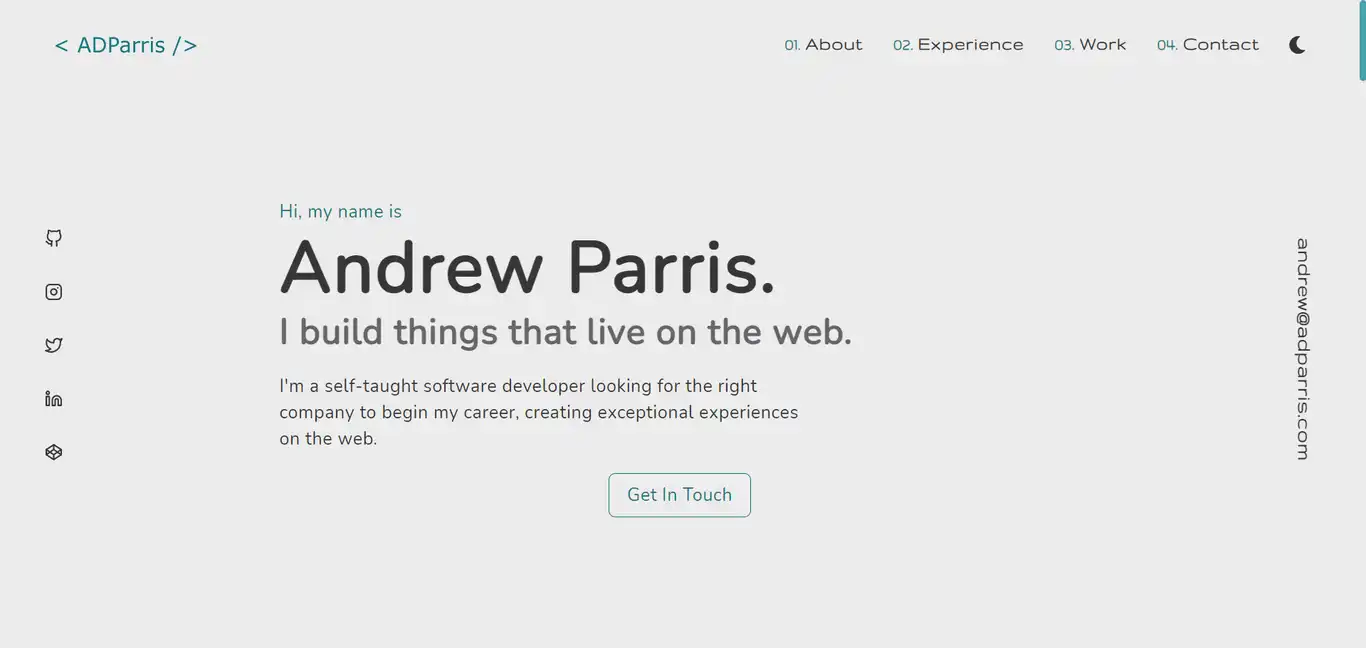 < ADParris />
01. About 02. Experience 03. Work 04. Contact
Hi, my name is
Andrew Parris.
I build things that live on the web.
I'm a self-taught software developer looking for the right
company to begin my career, creating exceptional experiences
on the web.
Get In Touch
andrew@adparris.com